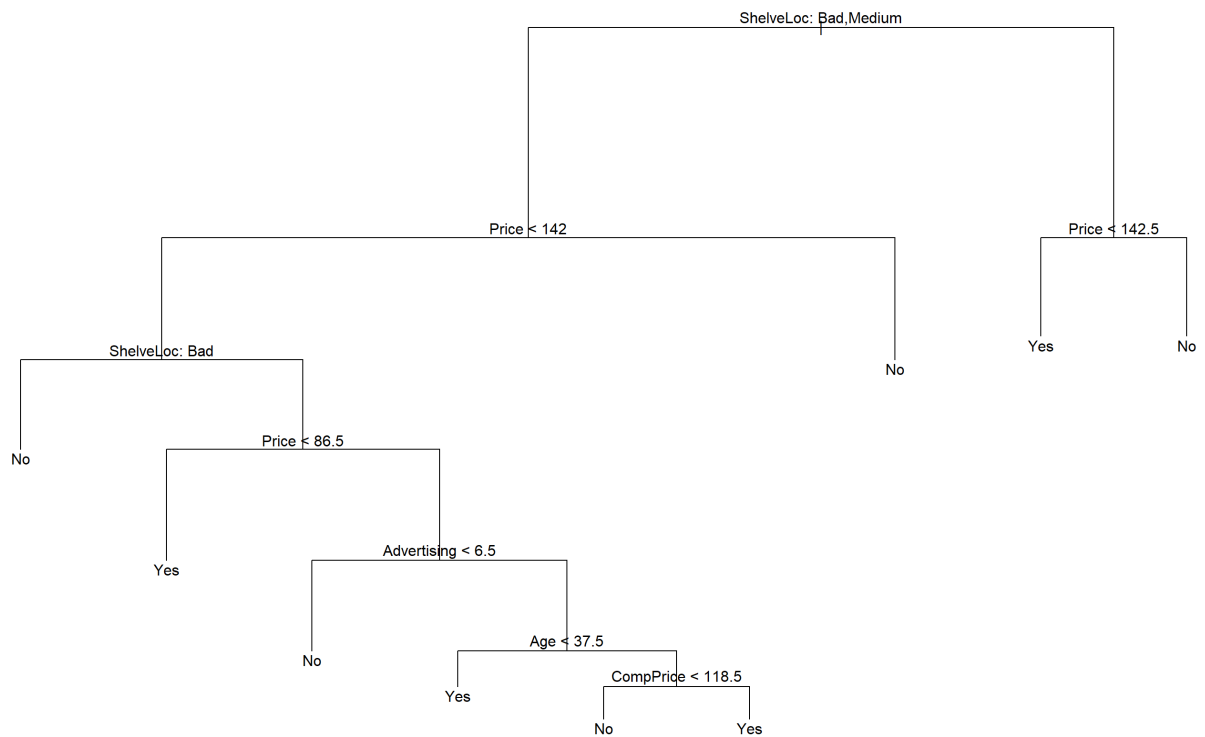 ShelveLoc: Bad,Medium
Price < 142
Price < 142.5
Yes
No
ShelveLoc: Bad
No
Price < 86.5
No
Yes
Advertising < 6.5
No
Age < 37.5
Yes
CompPrice < 118.5
No
Yes